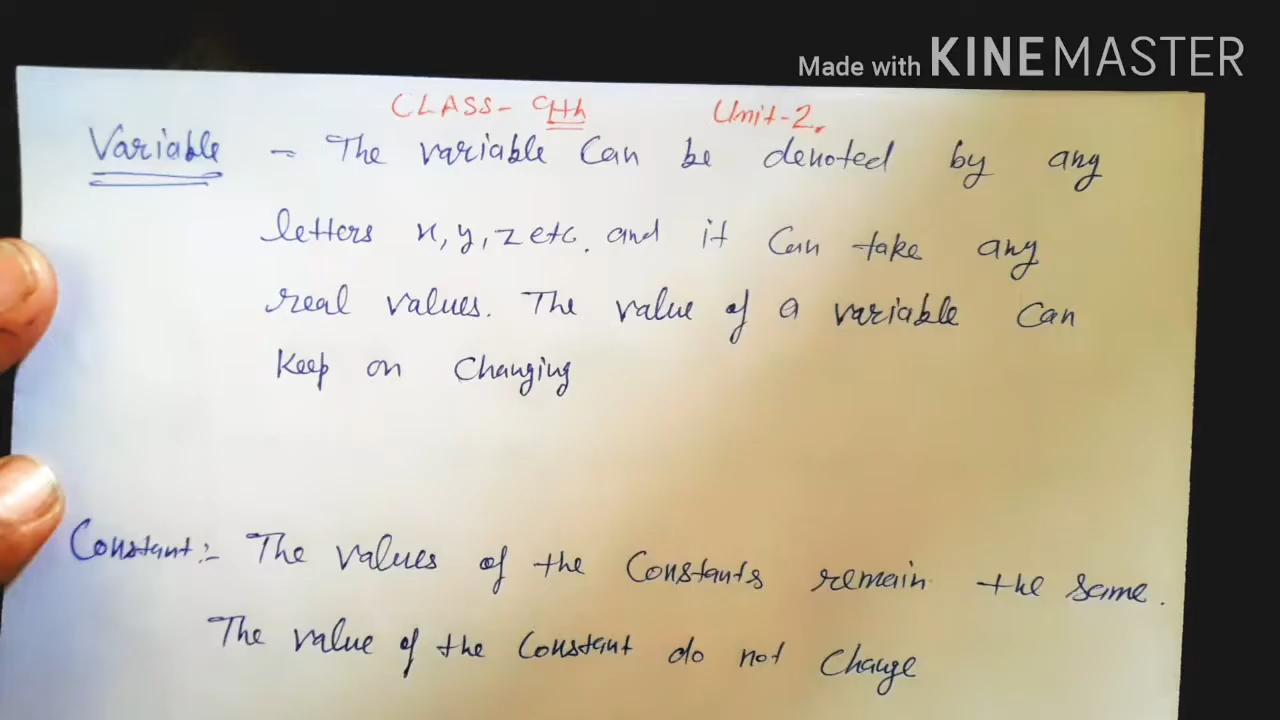 Made with KINEMASTER
CLASS- 9th Unit-2.
Variable - The variable can be denoted by any
letters x, y, z etc. and it can take any
real values. The value of a variable can
keep on changing
Constant:- The values of the constants remain the same.
The value of the constant do not change